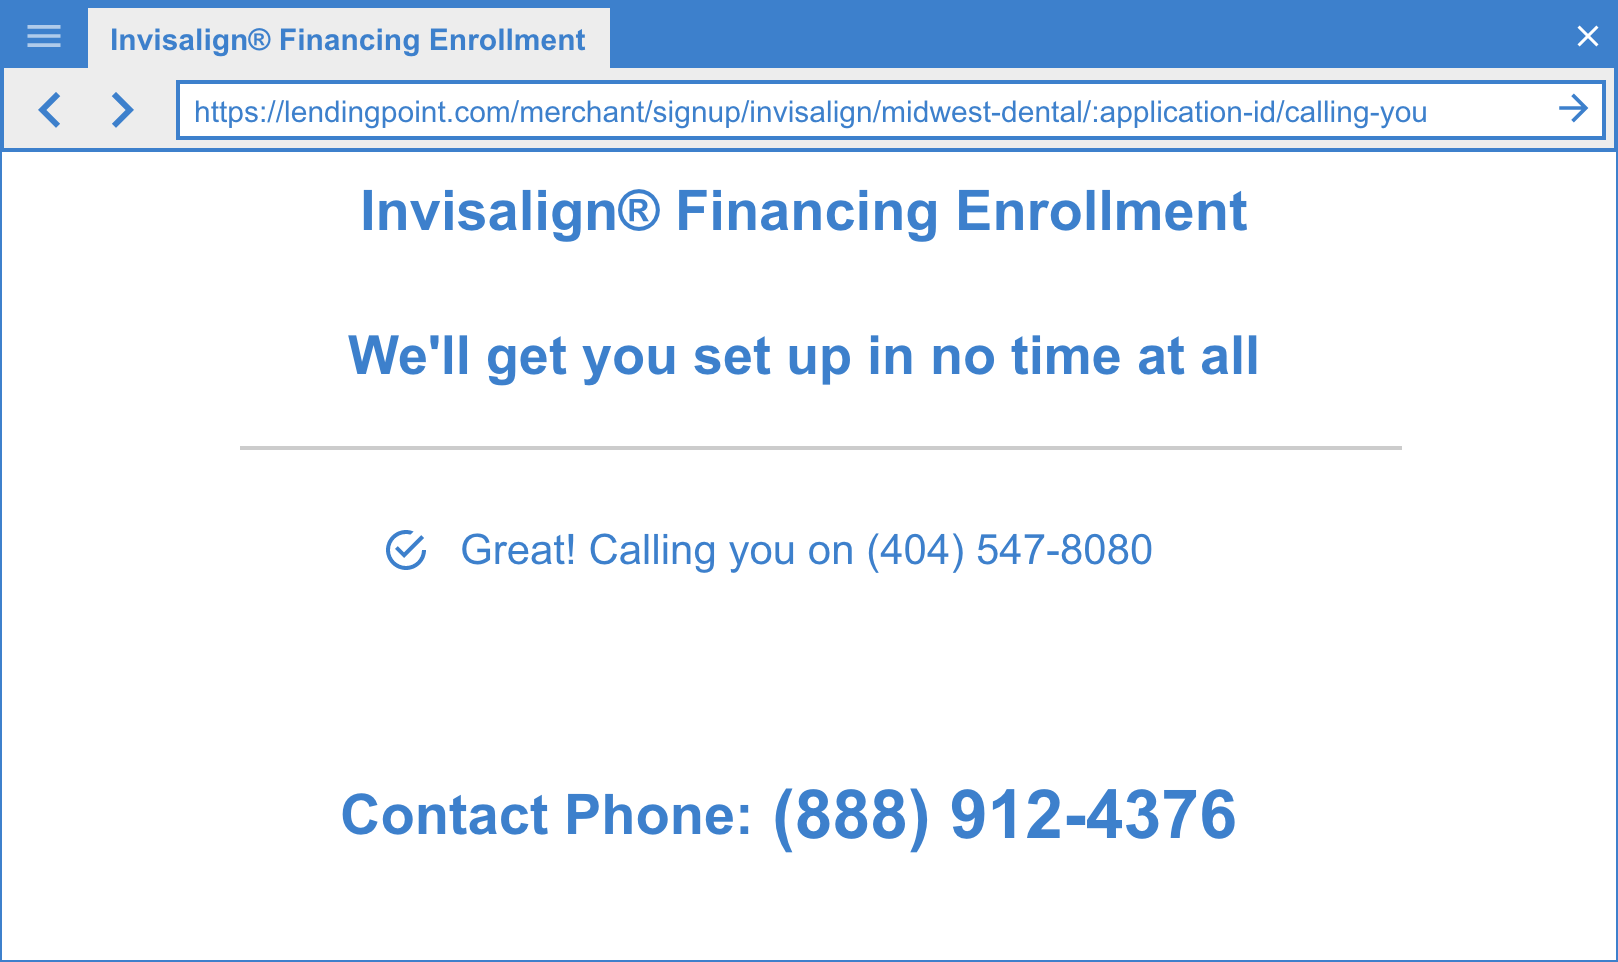 Invisalign® Financing Enrollment
https://lendingpoint.com/merchant/signup/invisalign/midwest-dental/:application-id/calling-you
Invisalign® Financing Enrollment
We'll get you set up in no time at all
Great! Calling you on (404) 547-8080
Contact Phone: (888) 912-4376